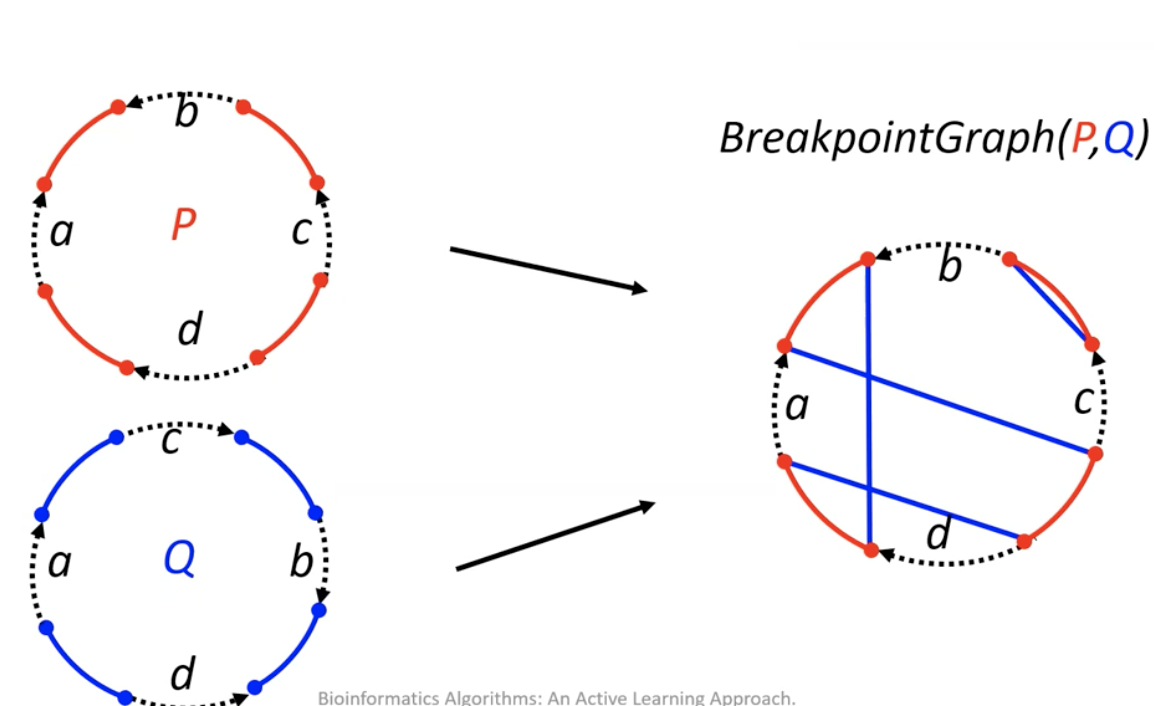 b
BreakpointGraph(P,Q)
a
P
c
b
d
a
c
c
d
a
Q
b
d
Bioinformatics Algorithms: An Active Learning Approach.